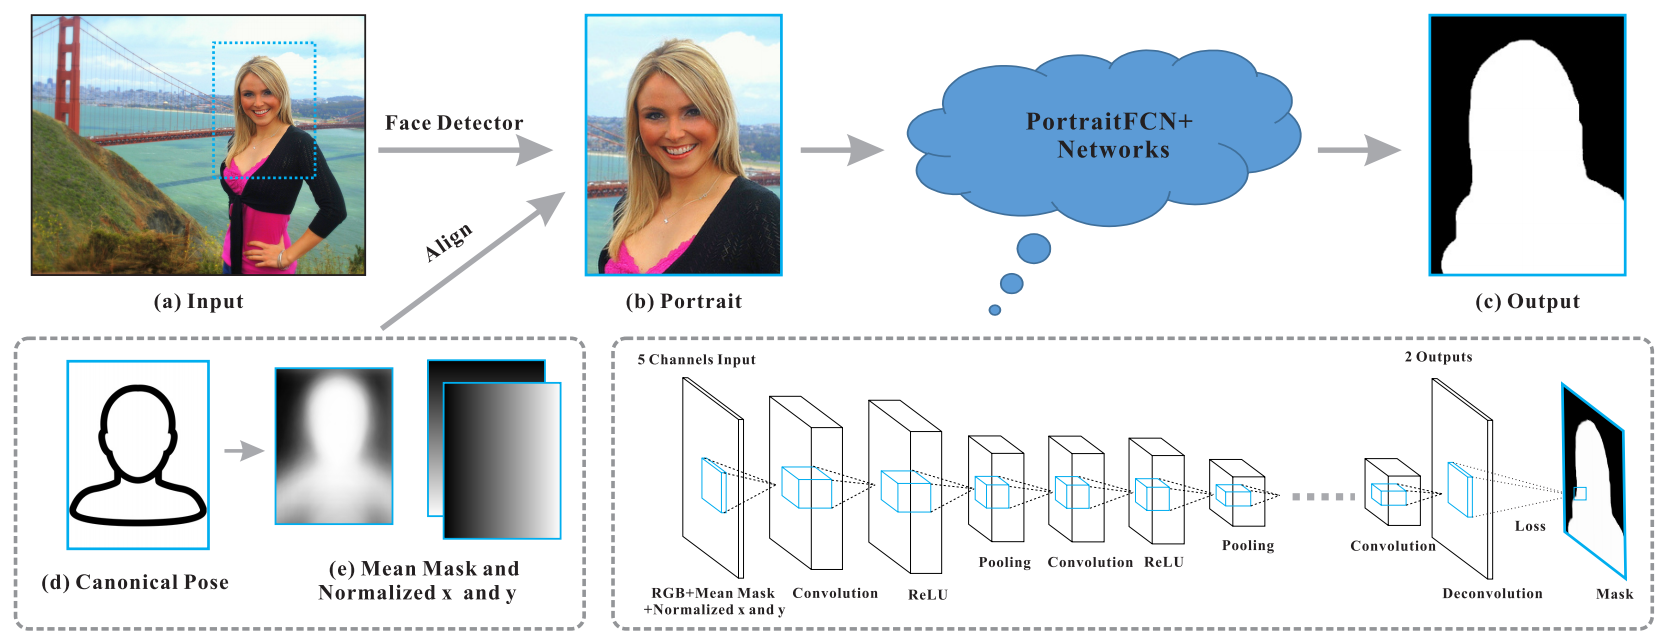 Face Detector
Align
PortraitFCN+
Networks
(a) Input
(b) Portrait
(c) Output
(d) Canonical Pose
(e) Mean Mask and
Normalized x and y
5 Channels Input
2 Outputs
RGB+Mean Mask
+Normalized x and y
Convolution
ReLU
Pooling
Convolution
ReLU
Pooling
Convolution
Deconvolution
Loss
Mask